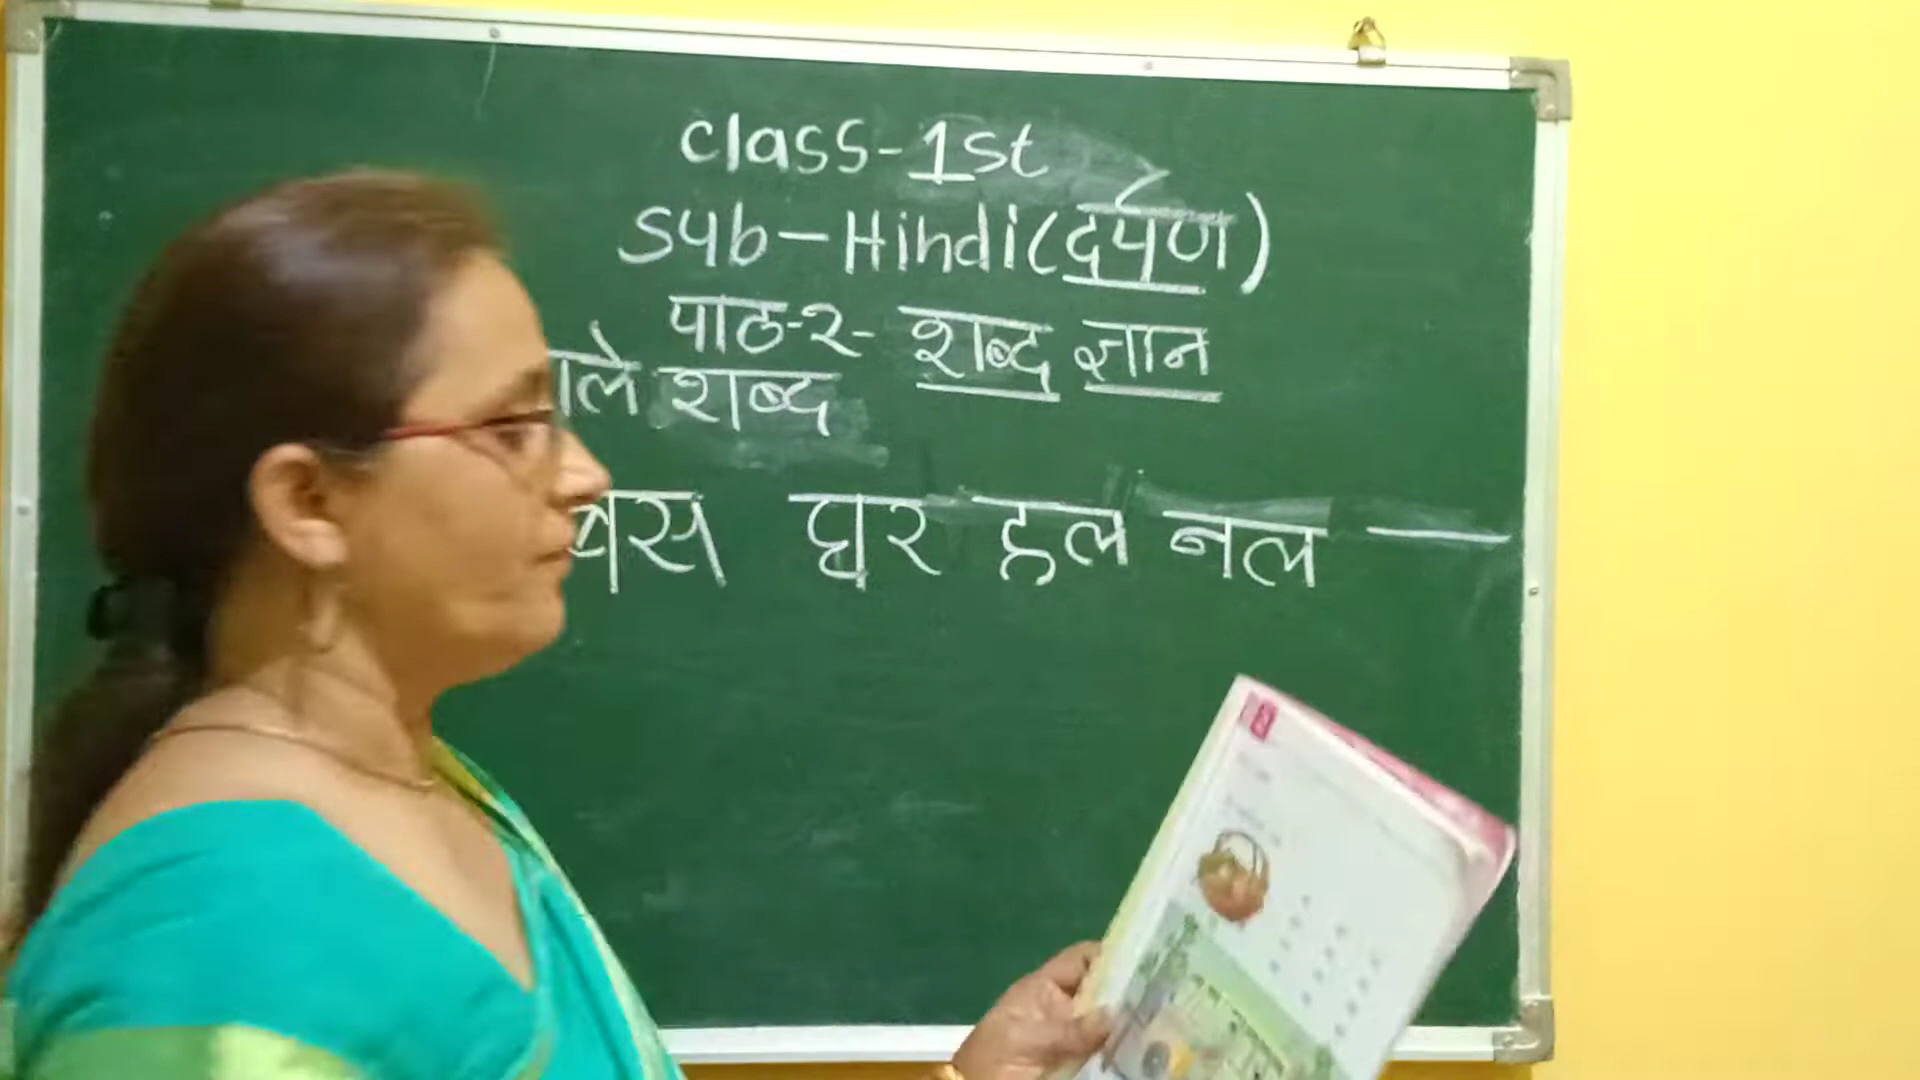 class-1st
Sub-Hindi(दर्पण)
पाठ-२- शब्द ज्ञान
शब्द
बस घर हल नल